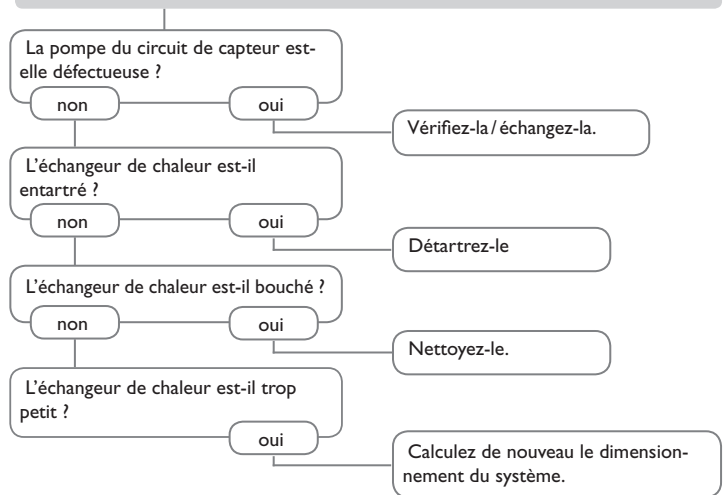 La pompe du circuit de capteur est-
elle défectueuse ?
non
oui
Vérifiez-la / échangez-la.
L'échangeur de chaleur est-il
entartré ?
non
oui
Détartrez-le
L'échangeur de chaleur est-il bouché ?
non
oui
Nettoyez-le.
L'échangeur de chaleur est-il trop
petit ?
oui
Calculez de nouveau le dimension-
nement du système.